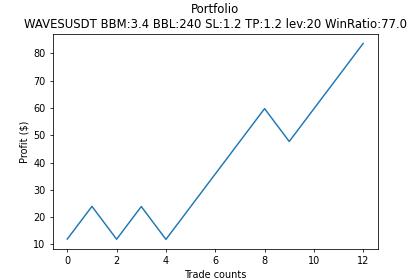 Portfolio
WAVESUSDT BBM:3.4 BBL:240 SL:1.2 TP:1.2 lev:20 WinRatio:77.0
Profit ($)
80
70
60
50
40
30
20
10
0 2 4 6 8 10 12
Trade counts